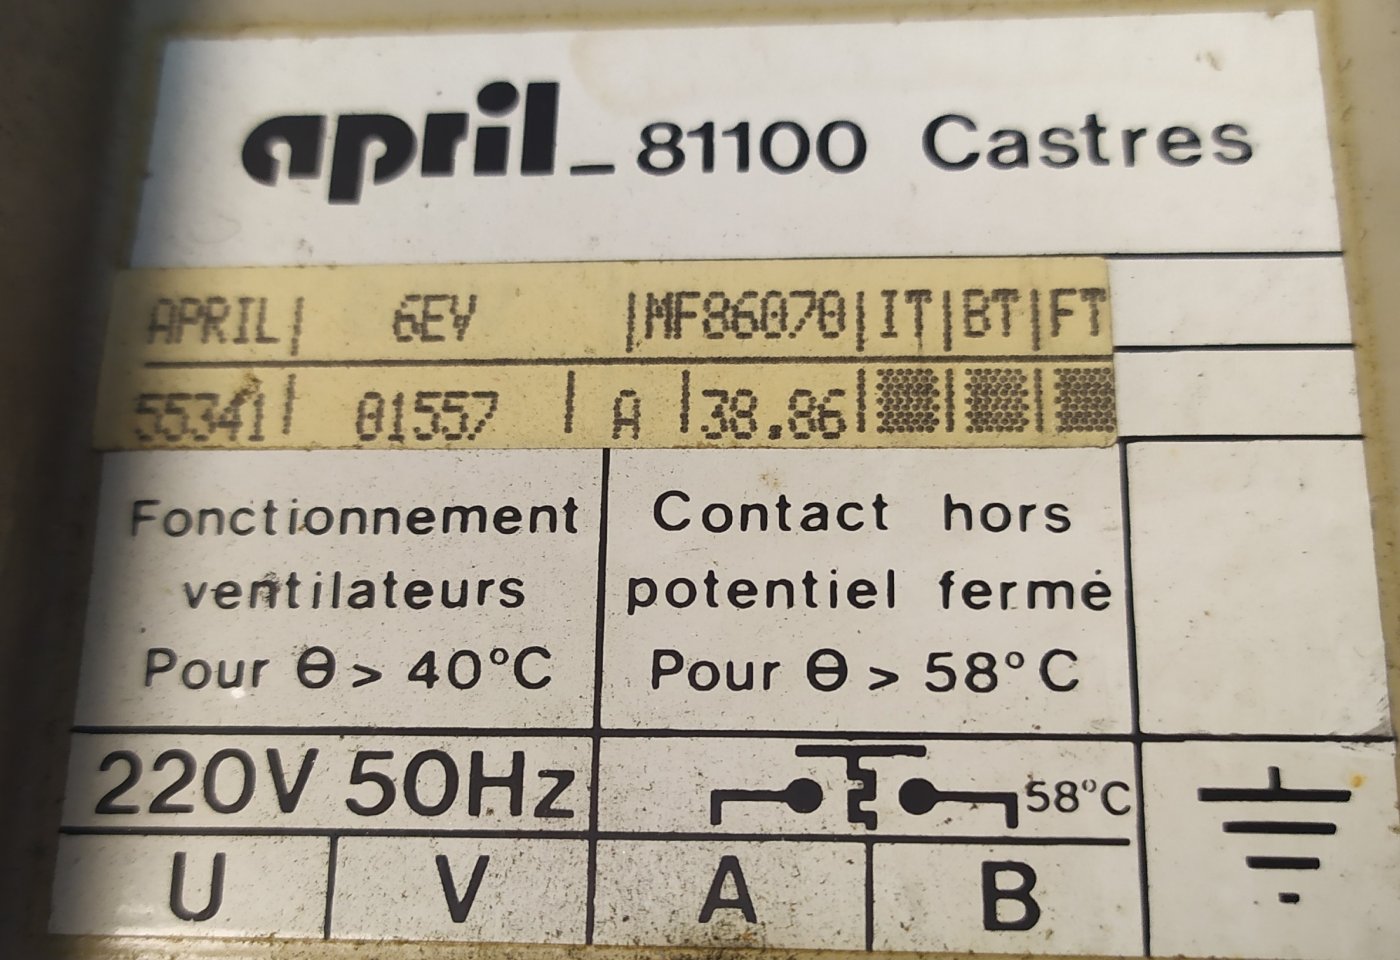 april_81100 Castres
APRIL| 6EV |MF86070|IT|BT|FT
55341| 01557 | A |38.86|
Fonctionnement Contact hors
ventilateurs potentiel fermé
Pour θ > 40°C Pour θ > 58°C
220V 50Hz 58°C
U V A B